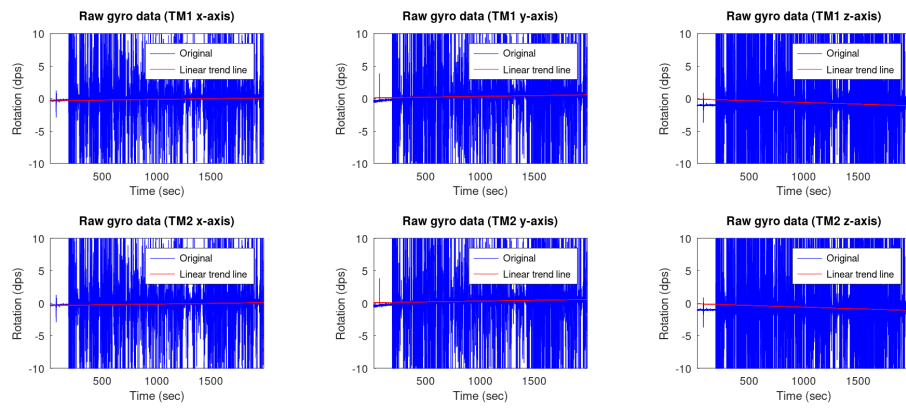 Raw gyro data (TM1 x-axis)
10
5
0
-5
-10
Rotation (dps)
Original
Linear trend line
500
1000
1500
Time (sec)
Raw gyro data (TM1 y-axis)
10
5
0
-5
-10
Rotation (dps)
Original
Linear trend line
500
1000
1500
Time (sec)
Raw gyro data (TM1 z-axis)
10
5
0
-5
-10
Rotation (dps)
Original
Linear trend line
500
1000
1500
Time (sec)
Raw gyro data (TM2 x-axis)
10
5
0
-5
-10
Rotation (dps)
Original
Linear trend line
500
1000
1500
Time (sec)
Raw gyro data (TM2 y-axis)
10
5
0
-5
-10
Rotation (dps)
Original
Linear trend line
500
1000
1500
Time (sec)
Raw gyro data (TM2 z-axis)
10
5
0
-5
-10
Rotation (dps)
Original
Linear trend line
500
1000
1500
Time (sec)